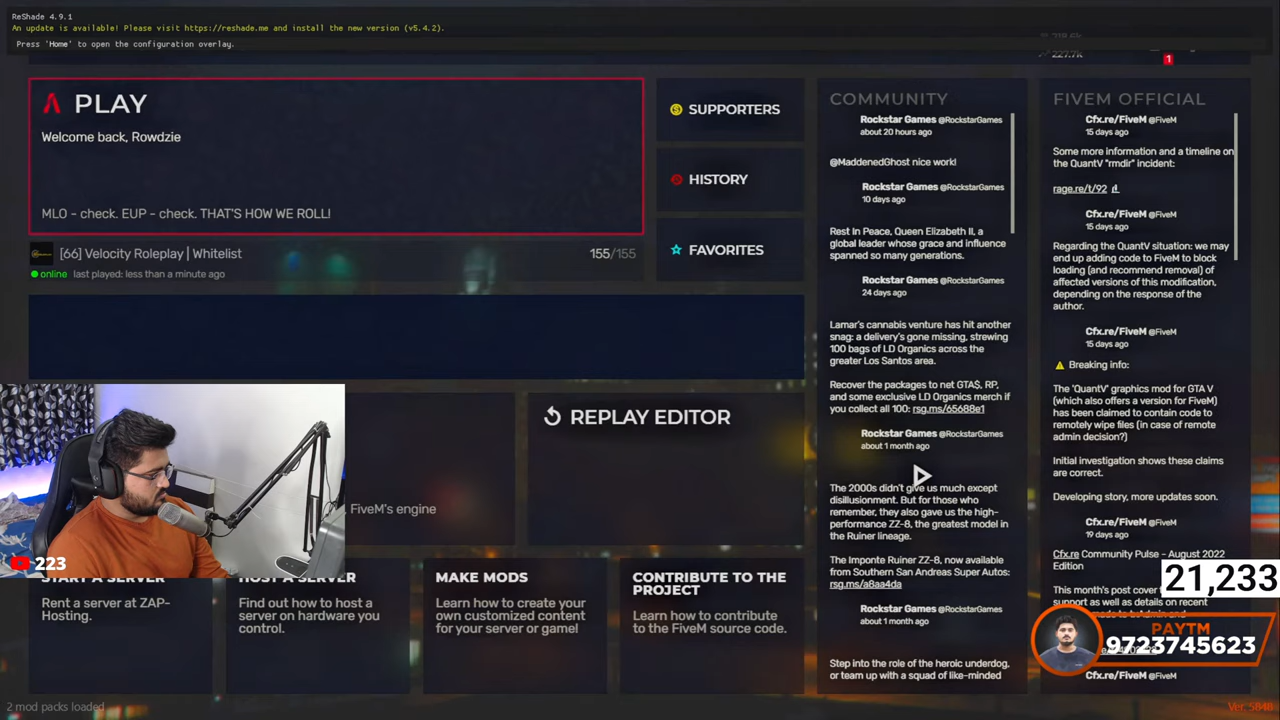 ReShade 4.9.1
An update is available! Please visit https://reshade.me and install the new version (v5.4.2).
Press 'Home' to open the configuration overlay.
218.6k
227.7k
1
PLAY
Welcome back, Rowdzie
MLO - check. EUP - check. THAT'S HOW WE ROLL!
[66] Velocity Roleplay | Whitelist
155/155
online last played: less than a minute ago
SUPPORTERS
HISTORY
FAVORITES
REPLAY EDITOR
FiveM's engine
223
START A SERVER
Rent a server at ZAP-
Hosting.
HOST A SERVER
Find out how to host a
server on hardware you
control.
MAKE MODS
Learn how to create your
own customized content
for your server or game!
CONTRIBUTE TO THE
PROJECT
Learn how to contribute
to the FiveM source code.
2 mod packs loaded
COMMUNITY
Rockstar Games @RockstarGames
about 20 hours ago
@MaddenedGhost nice work!
Rockstar Games @RockstarGames
10 days ago
Rest In Peace, Queen Elizabeth II, a
global leader whose grace and influence
spanned so many generations.
Rockstar Games @RockstarGames
24 days ago
Lamar's cannabis venture has hit another
snag: a delivery's gone missing, strewing
100 bags of LD Organics across the
greater Los Santos area.
Recover the packages to net GTA$, RP,
and some exclusive LD Organics merch if
you collect all 100: rsg.ms/65688e1
Rockstar Games @RockstarGames
about 1 month ago
The 2000s didn't give us much except
disillusionment. But for those who
remember, they also gave us the high-
performance ZZ-8, the greatest model in
the Ruiner lineage.
The Imponte Ruiner ZZ-8, now available
from Southern San Andreas Super Autos:
rsg.ms/a8aa4da
Rockstar Games @RockstarGames
about 1 month ago
Step into the role of the heroic underdog,
or team up with a squad of like-minded
FIVEM OFFICIAL
Cfx.re/FiveM @FiveM
15 days ago
Some more information and a timeline on
the QuantV "rmdir" incident:
rage.re/t/92
Cfx.re/FiveM @FiveM
15 days ago
Regarding the QuantV situation: we may
end up adding code to FiveM to block
loading (and recommend removal) of
affected versions of this modification,
depending on the response of the
author.
Cfx.re/FiveM @FiveM
15 days ago
Breaking info:
The 'QuantV' graphics mod for GTA V
(which also offers a version for FiveM)
has been claimed to contain code to
remotely wipe files (in case of remote
admin decision?)
Initial investigation shows these claims
are correct.
Developing story, more updates soon.
Cfx.re/FiveM @FiveM
19 days ago
Cfx.re Community Pulse - August 2022
Edition
This month's post cover
support as well as details on recent
21,233
PAYTM
9723745623
Cfx.re/FiveM @FiveM
Ver. 5848